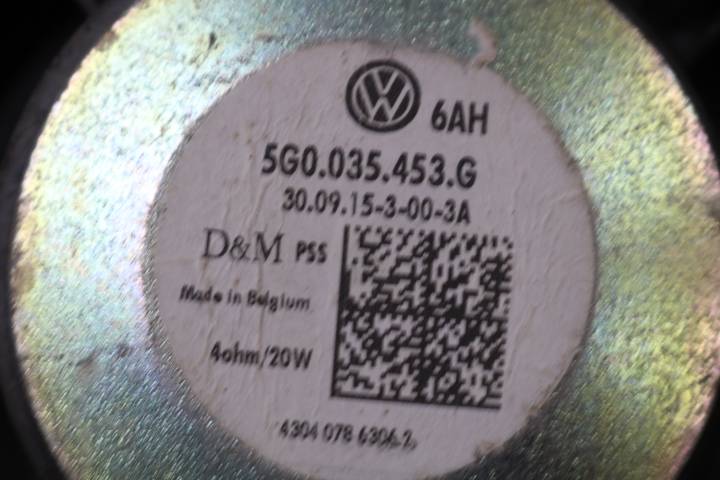 6AH
5G0.035.453.G
30.09.15-3-00-3A
D&M PSS
Made in Belgium
4ohm/20W
4304 078 6306.2